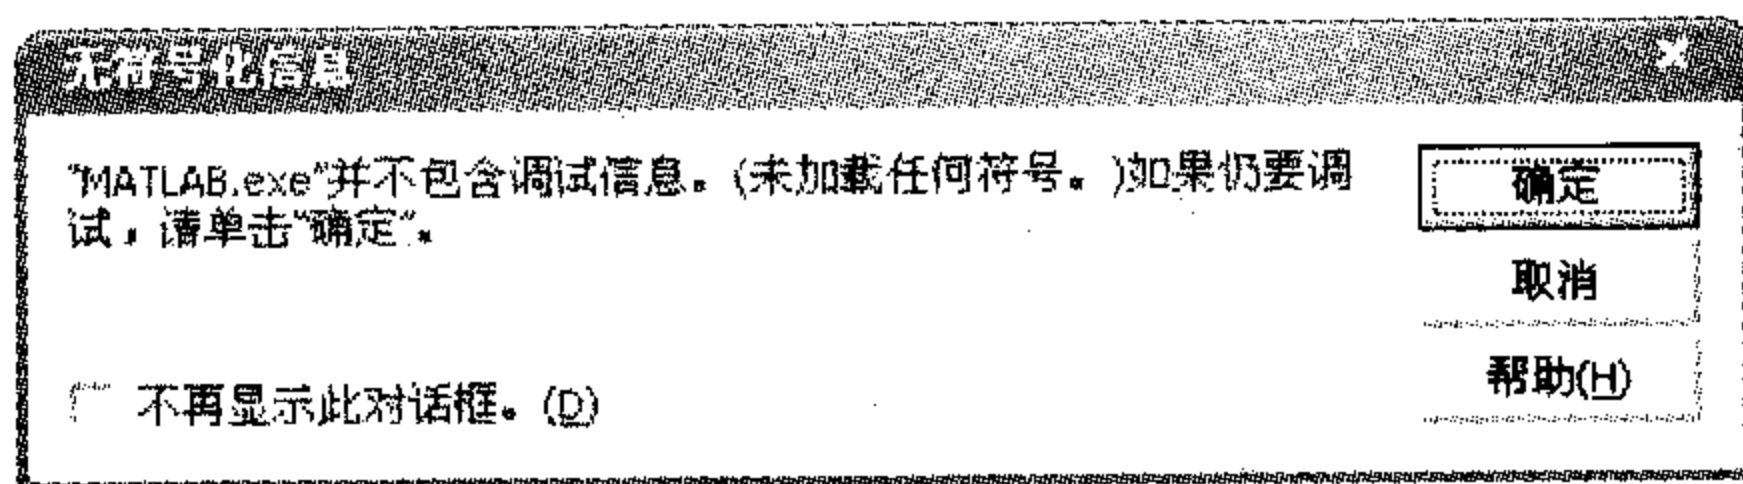 无符号化信息
"MATLAB.exe"并不包含调试信息。(未加载任何符号。)如果仍要调
试，请单击"确定"。
确定
取消
帮助(H)
不再显示此对话框。(D)